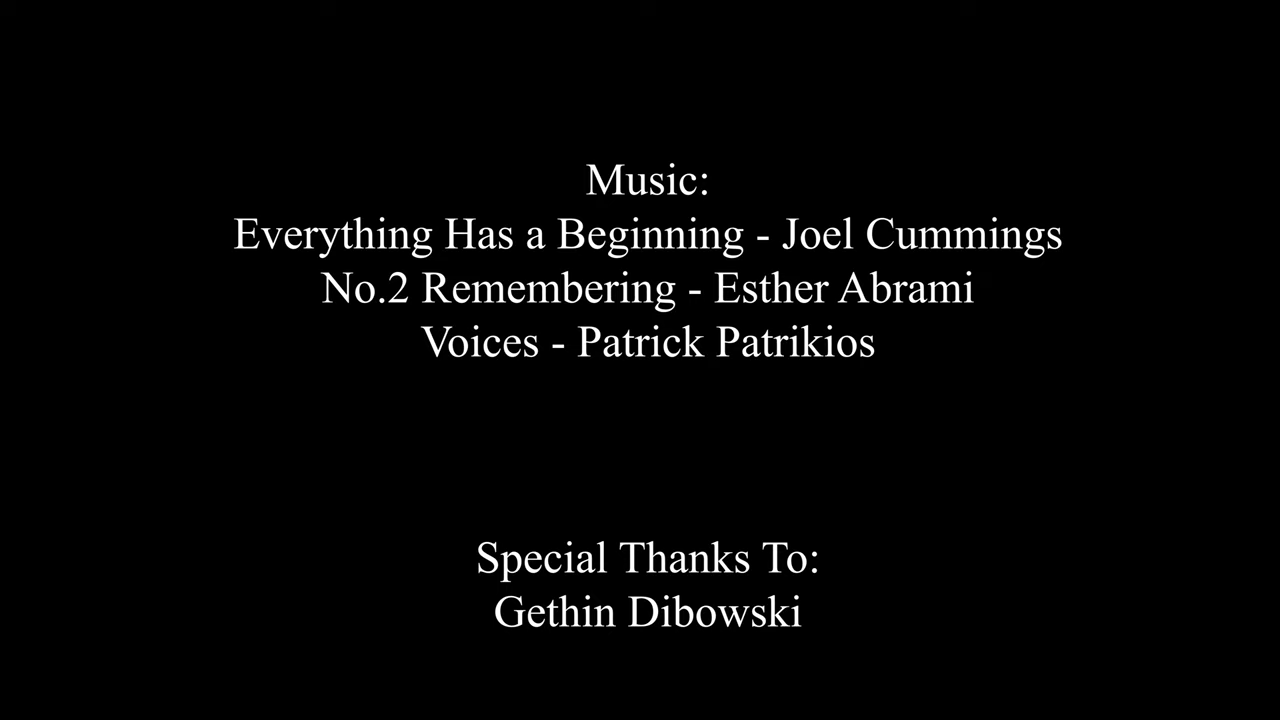 Music:
Everything Has a Beginning - Joel Cummings
No.2 Remembering - Esther Abrami
Voices - Patrick Patrikios
Special Thanks To:
Gethin Dibowski